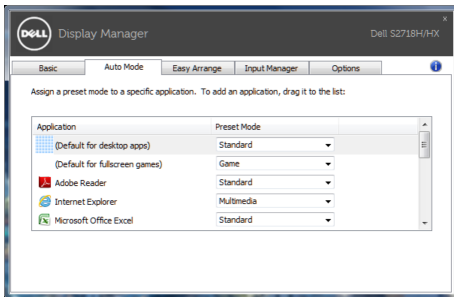 DELL Display Manager
x
Dell S2718H/HX
Basic Auto Mode Easy Arrange Input Manager Options i
Assign a preset mode to a specific application. To add an application, drag it to the list:
Application Preset Mode
(Default for desktop apps) Standard
(Default for fullscreen games) Game
Adobe Reader Standard
Internet Explorer Multimedia
Microsoft Office Excel Standard